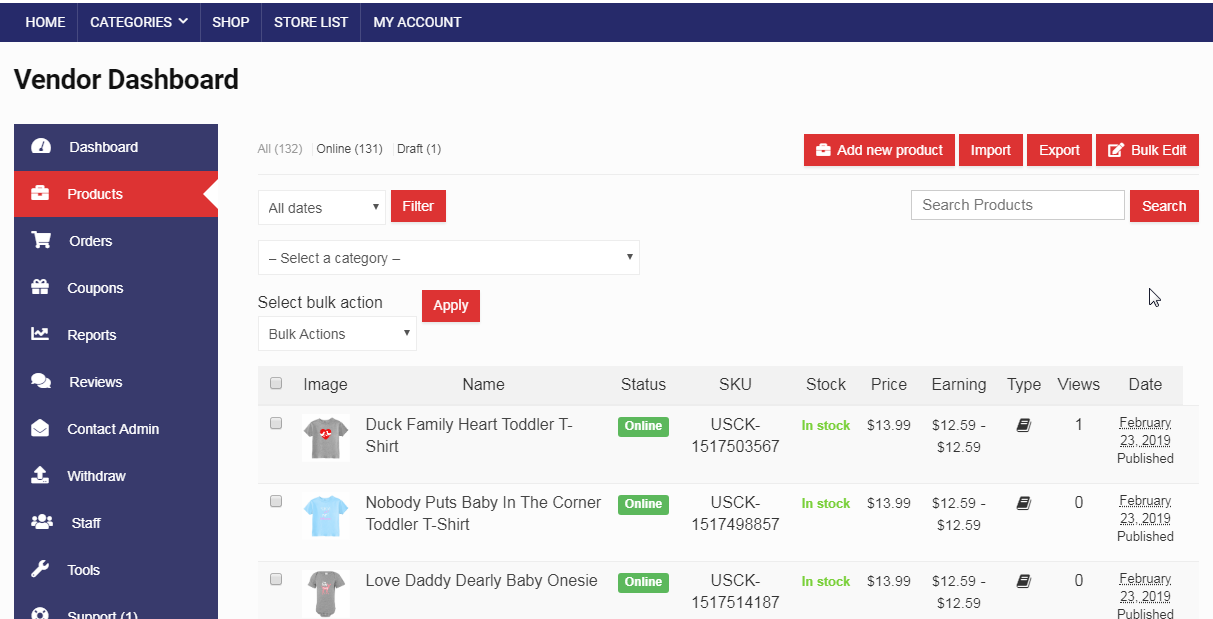 HOME CATEGORIES SHOP STORE LIST MY ACCOUNT
Vendor Dashboard
Dashboard
Products
Orders
Coupons
Reports
Reviews
Contact Admin
Withdraw
Staff
Tools
Support (1)
All (132) Online (131) Draft (1)
Add new product Import Export Bulk Edit
All dates Filter Search Products Search
– Select a category –
Select bulk action
Apply
Bulk Actions
Image Name Status SKU Stock Price Earning Type Views Date
Duck Family Heart Toddler T- Online USCK- In stock $13.99 $12.59 - 1 February
Shirt 1517503567 $12.59 23, 2019
Published
Nobody Puts Baby In The Corner Online USCK- In stock $13.99 $12.59 - 0 February
Toddler T-Shirt 1517498857 $12.59 23, 2019
Published
Love Daddy Dearly Baby Onesie Online USCK- In stock $13.99 $12.59 - 0 February
1517514187 $12.59 23, 2019
Published